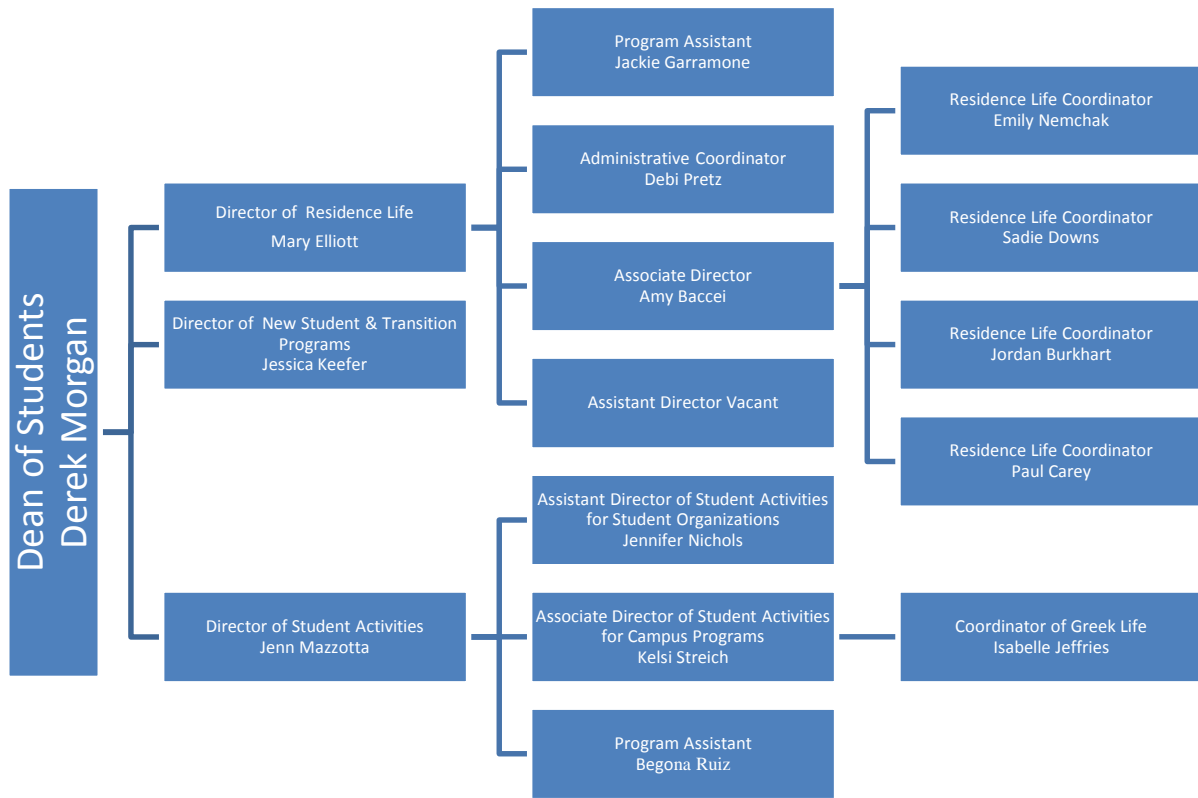 Dean of Students
Derek Morgan
Director of Residence Life
Mary Elliott
Director of New Student & Transition
Programs
Jessica Keefer
Director of Student Activities
Jenn Mazzotta
Program Assistant
Jackie Garramone
Administrative Coordinator
Debi Pretz
Associate Director
Amy Baccei
Assistant Director Vacant
Assistant Director of Student Activities
for Student Organizations
Jennifer Nichols
Associate Director of Student Activities
for Campus Programs
Kelsi Streich
Program Assistant
Begona Ruiz
Residence Life Coordinator
Emily Nemchak
Residence Life Coordinator
Sadie Downs
Residence Life Coordinator
Jordan Burkhart
Residence Life Coordinator
Paul Carey
Coordinator of Greek Life
Isabelle Jeffries